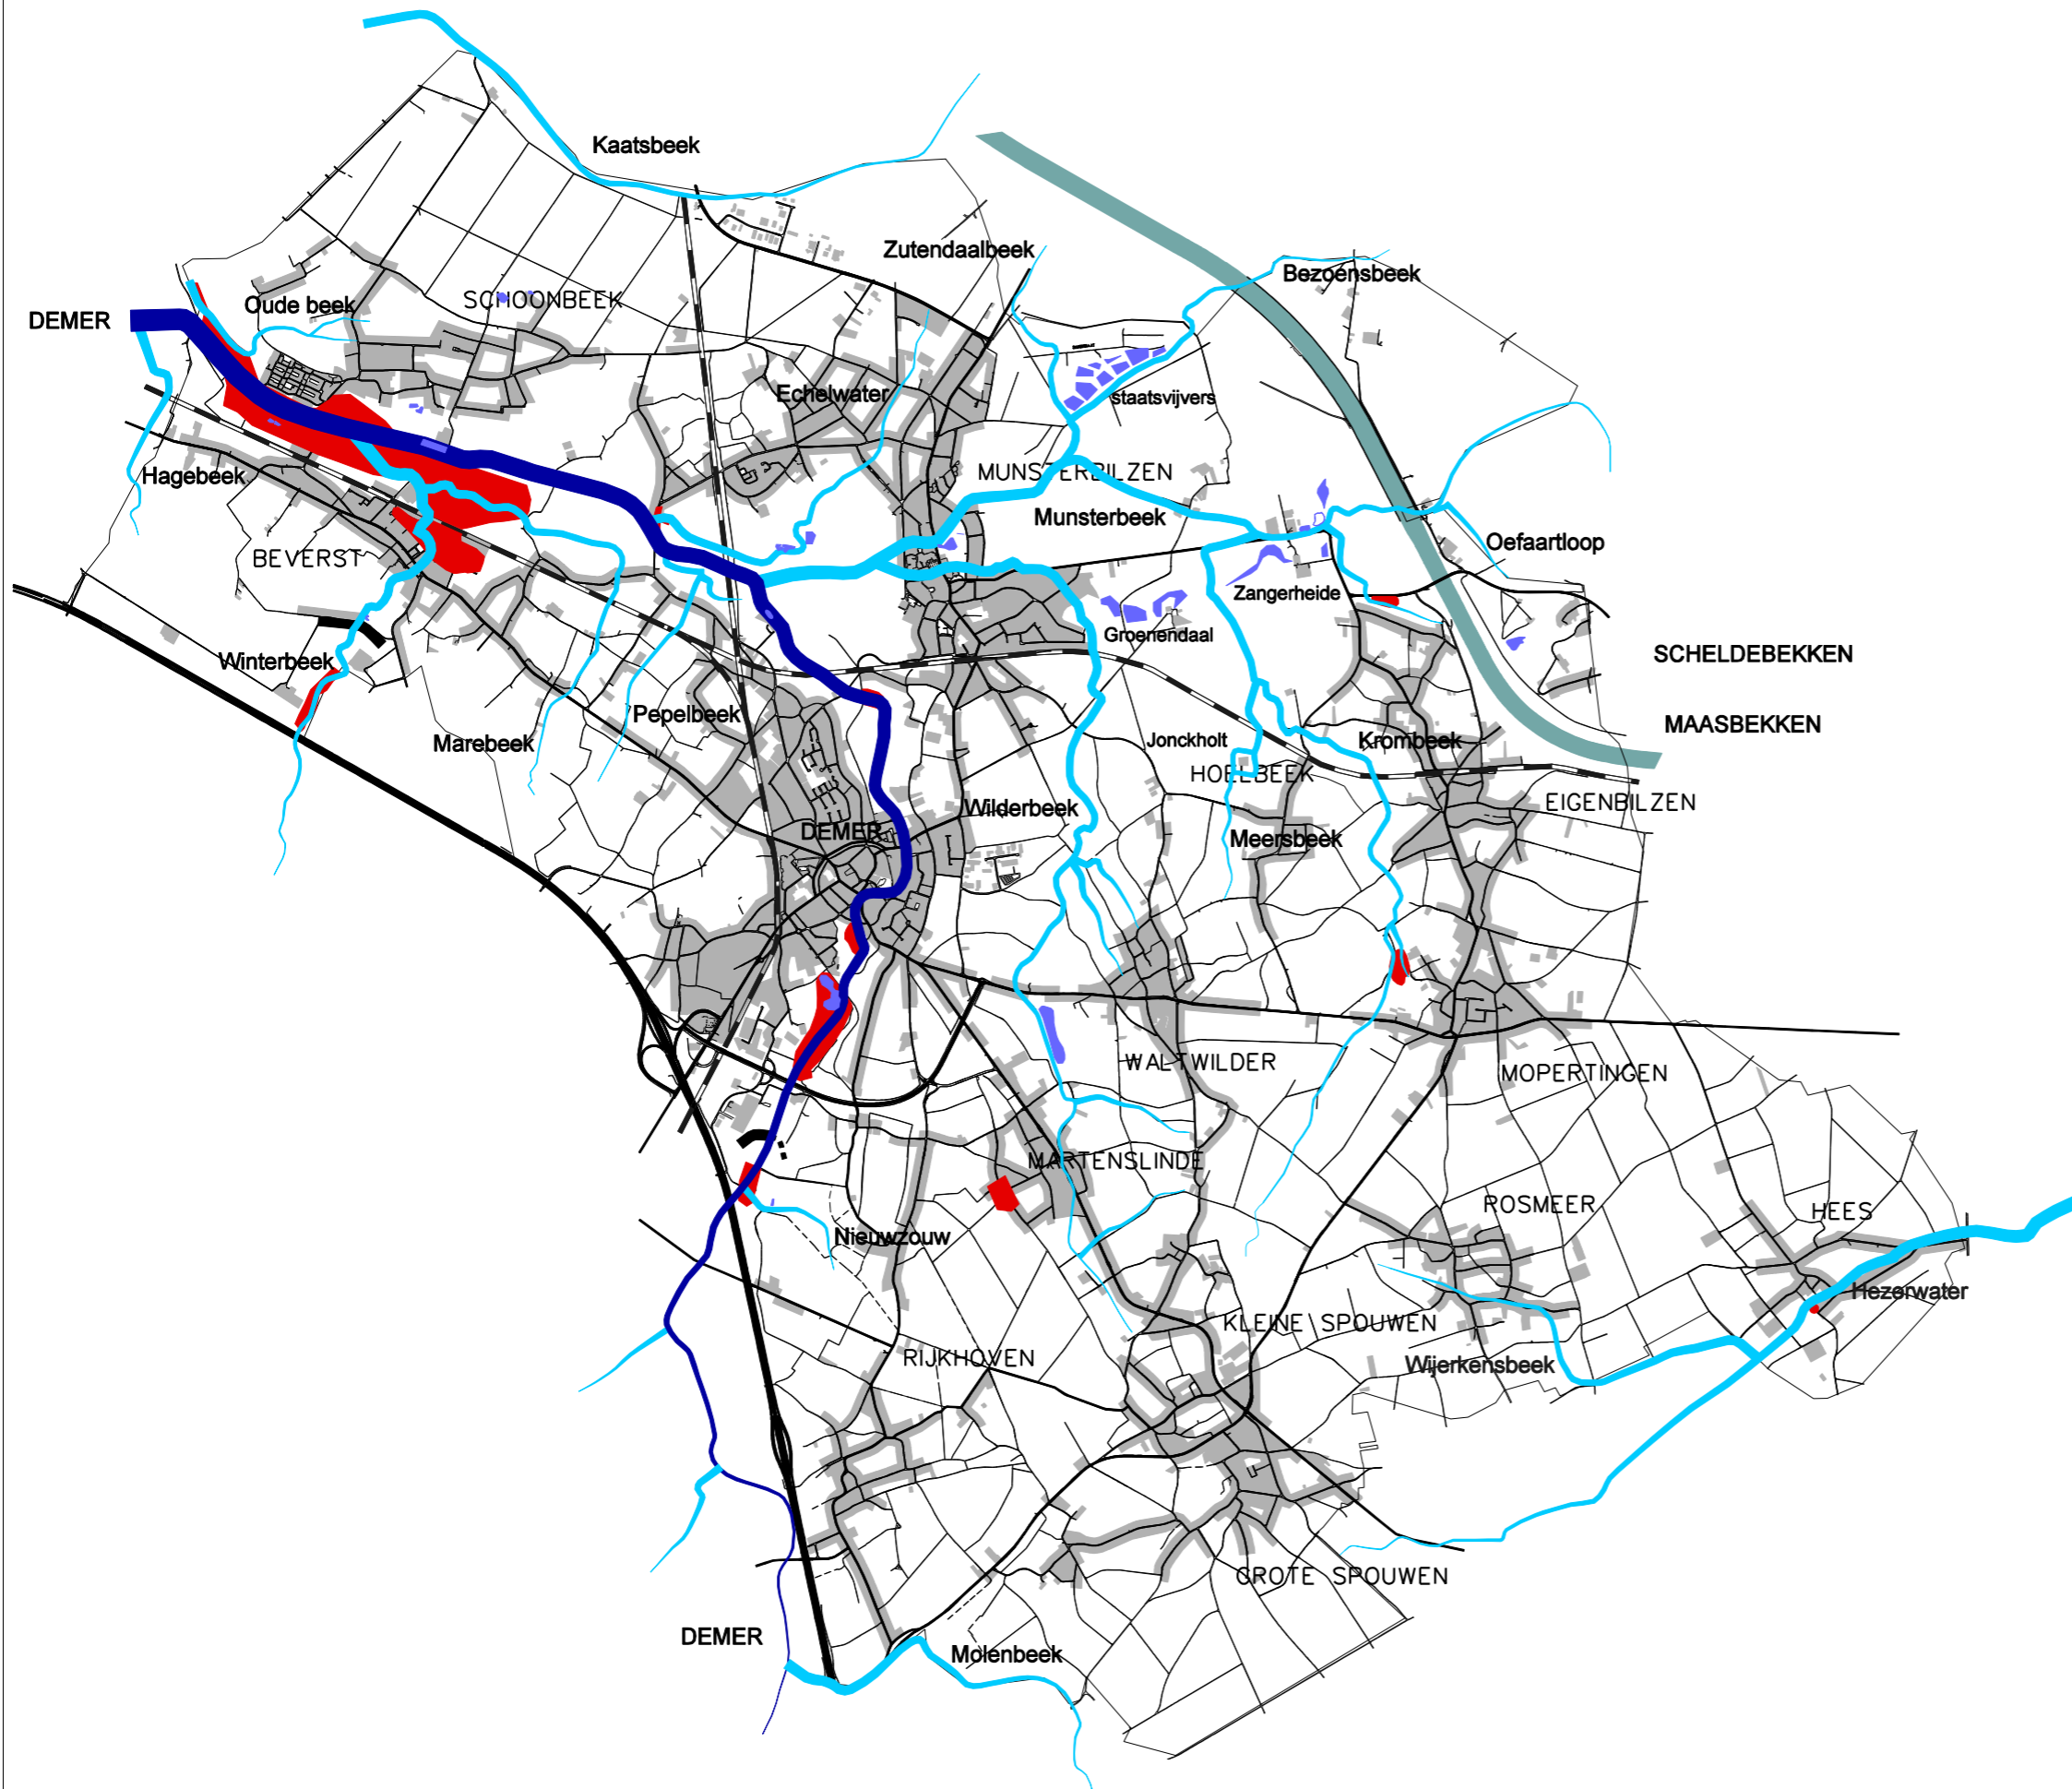 Kaatsbeek
Zutendaalbeek
Bezoensbeek
Oude beek
SCHOONBEEK
DEMER
Echelwater
staatsvijvers
Hagebeek
MUNSTERBILZEN
Munsterbeek
Oefaartloop
BEVERST
Zangerheide
Groenendaal
Winterbeek
SCHELDEBEKKEN
Pepelbeek
MAASBEKKEN
Marebeek
Jonckholt
Krombeek
HOELBEEK
EIGENBILZEN
Wilderbeek
DEMER
Meersbeek
WALTWILDER
MOPERTINGEN
MARTENSLINDE
ROSMEER
HEES
Nieuwzouw
Hezerwater
KLEINE SPOUWEN
RIJKHOVEN
Wijerkensbeek
GROTE SPOUWEN
DEMER
Molenbeek